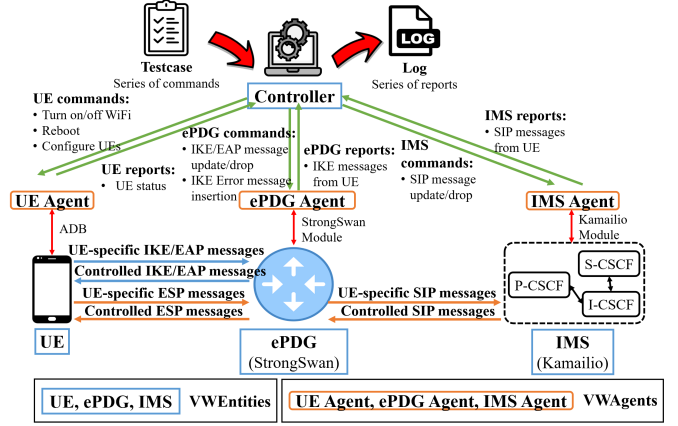 LOG
Testcase
Series of commands
Log
Series of reports
Controller
UE commands:
• Turn on/off WiFi
• Reboot
• Configure UEs
UE reports:
• UE status
ePDG commands:
• IKE/EAP message
update/drop
• IKE Error message
insertion
ePDG reports:
• IKE messages
from UE
IMS
commands:
• SIP message
update/drop
IMS reports:
• SIP messages
from UE
UE Agent
ePDG Agent
IMS Agent
ADB
StrongSwan
Module
Kamailio
Module
UE-specific IKE/EAP messages
Controlled IKE/EAP messages
UE-specific ESP messages
Controlled ESP messages
UE-specific SIP messages
Controlled SIP messages
S-CSCF
P-CSCF
I-CSCF
UE
ePDG
(StrongSwan)
IMS
(Kamailio)
UE, ePDG, IMS VWEntities
UE Agent, ePDG Agent, IMS Agent VWAgents